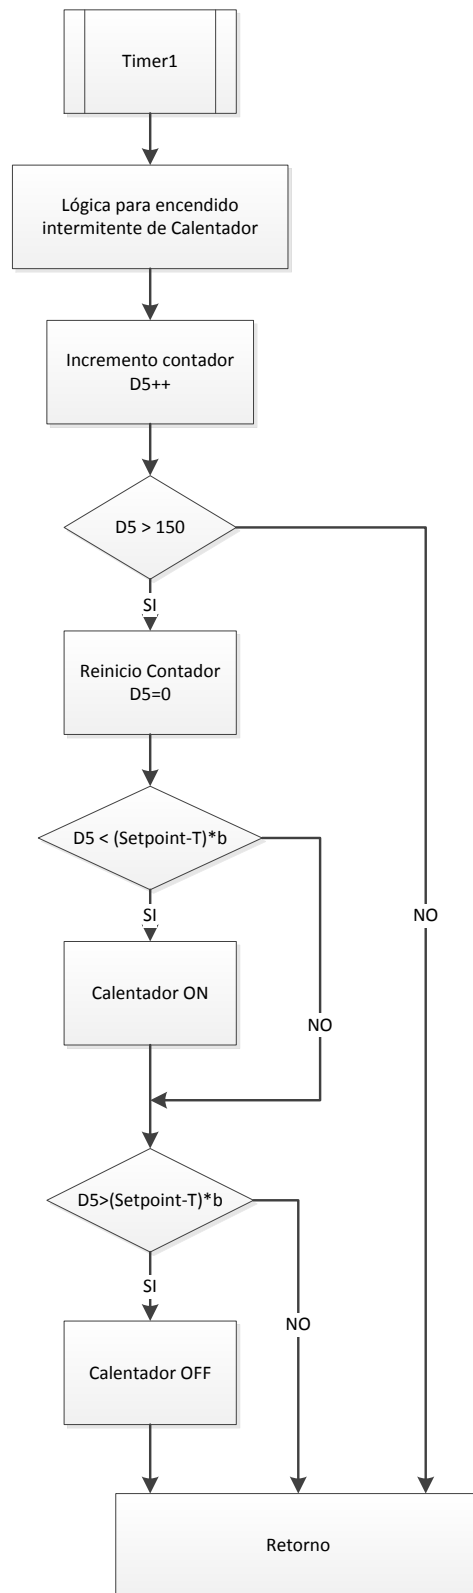 Timer1
Lógica para encendido
intermitente de Calentador
Incremento contador
D5++
D5 > 150
SI
Reinicio Contador
D5=0
D5 < (Setpoint-T)*b
SI
NO
Calentador ON
NO
D5>(Setpoint-T)*b
SI
NO
Calentador OFF
Retorno